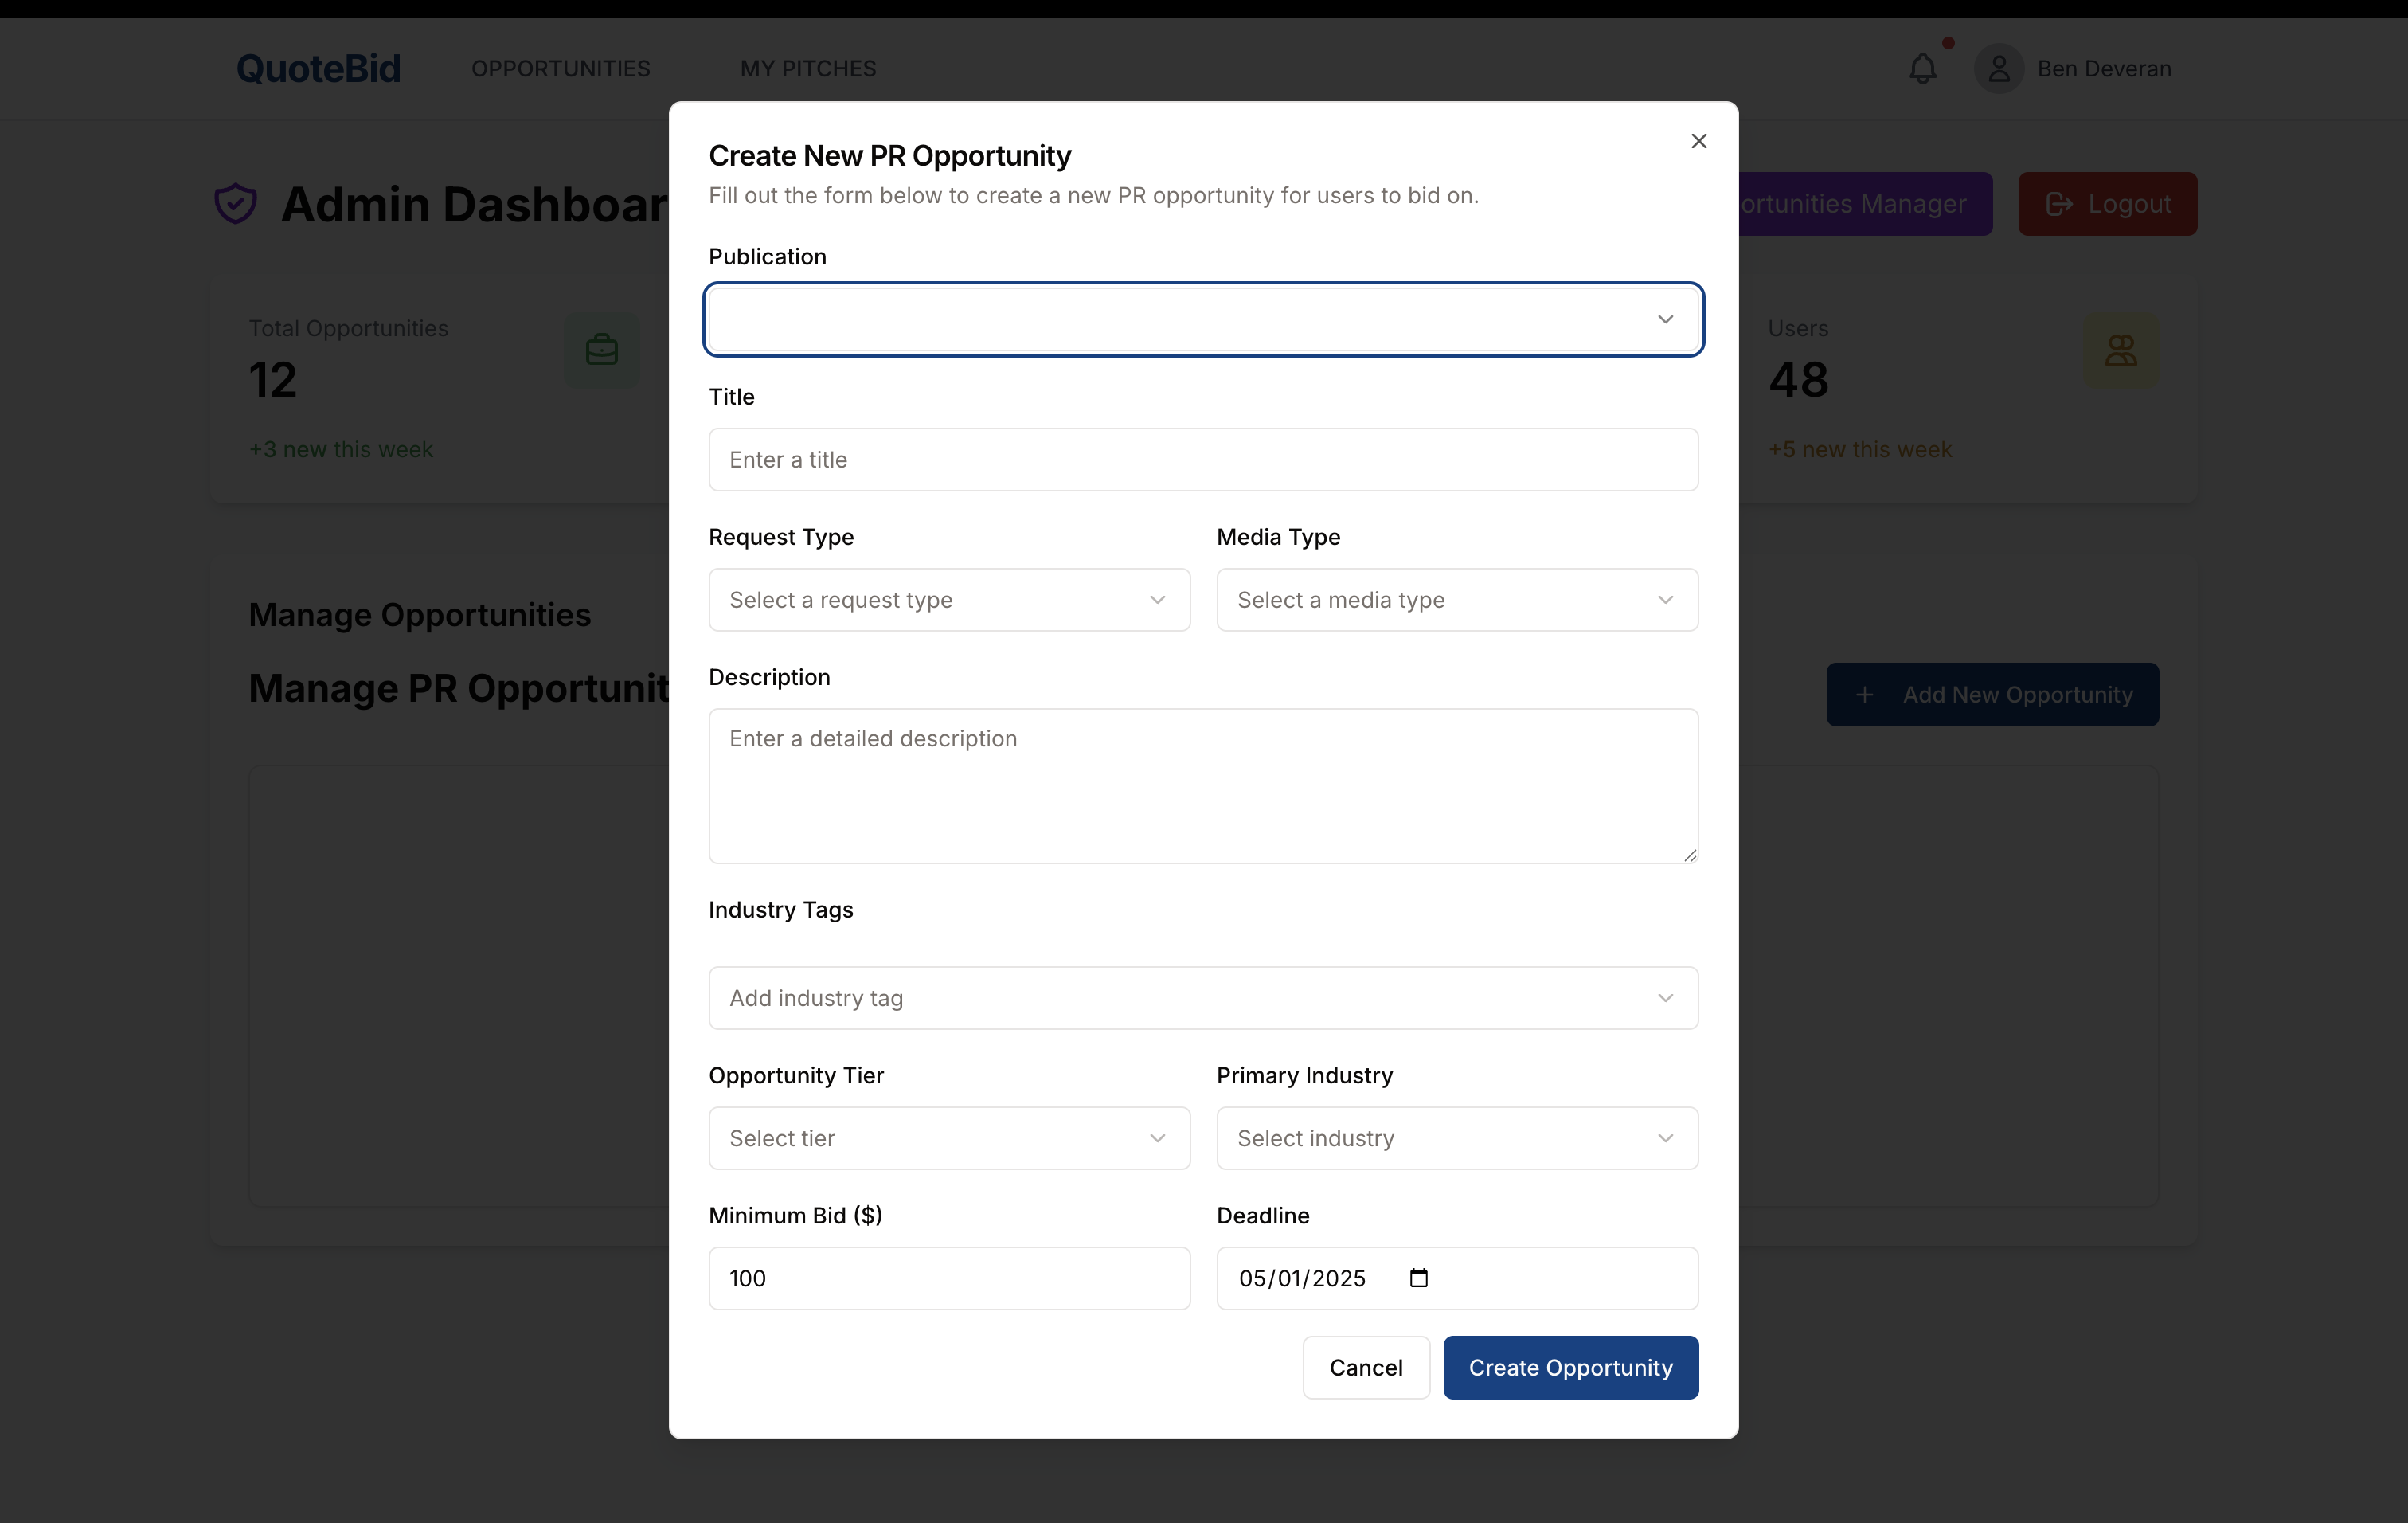 QuoteBid
OPPORTUNITIES
MY PITCHES
Ben Deveran
Admin Dashboar
ortunities Manager
Logout
Total Opportunities
12
+3 new this week
Users
48
+5 new this week
Manage Opportunities
Manage PR Opportunit
Add New Opportunity
Create New PR Opportunity
Fill out the form below to create a new PR opportunity for users to bid on.
Publication
Title
Enter a title
Request Type
Media Type
Select a request type
Select a media type
Description
Enter a detailed description
Industry Tags
Add industry tag
Opportunity Tier
Primary Industry
Select tier
Select industry
Minimum Bid ($)
Deadline
100
05/01/2025
Cancel
Create Opportunity